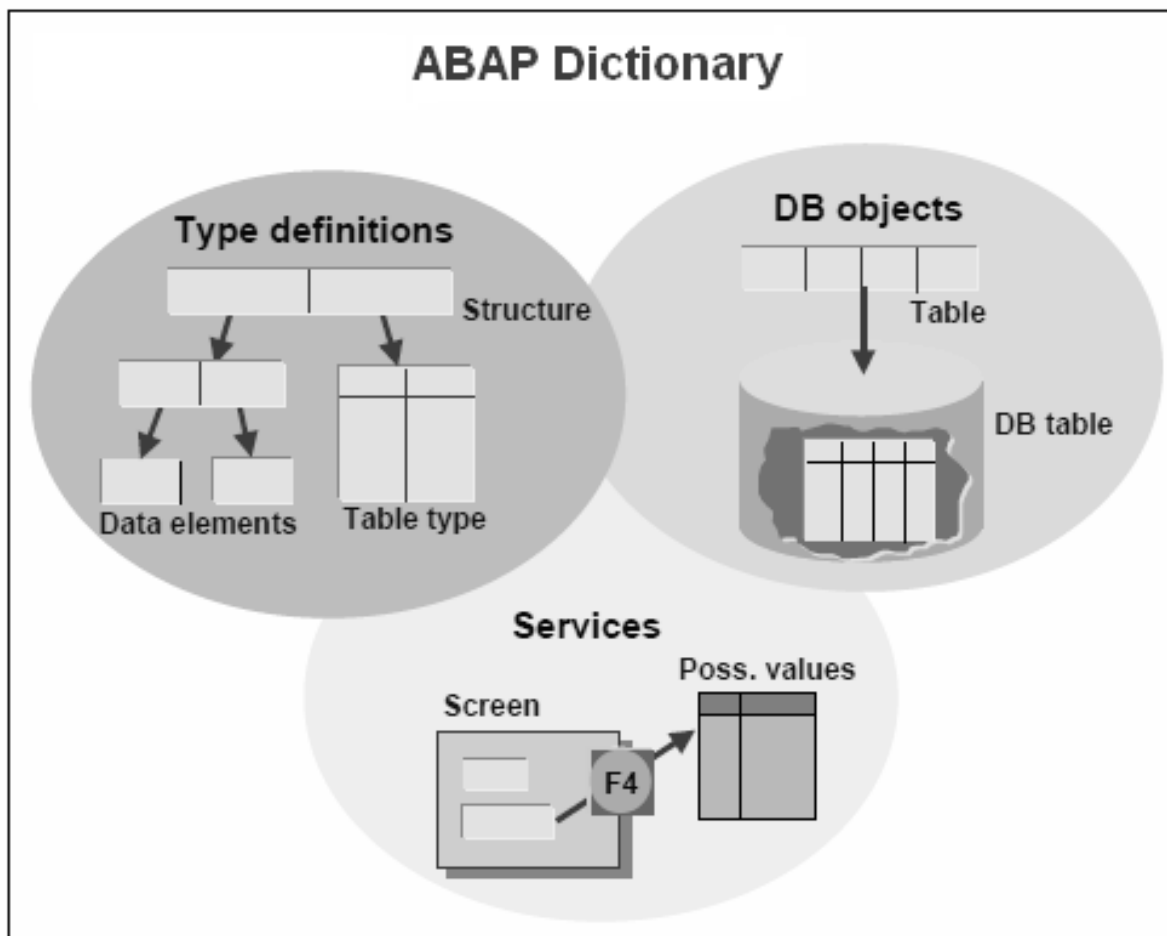 ABAP Dictionary
Type definitions
Structure
Data elements
Table type
DB objects
Table
DB table
Services
Poss. values
Screen
F4